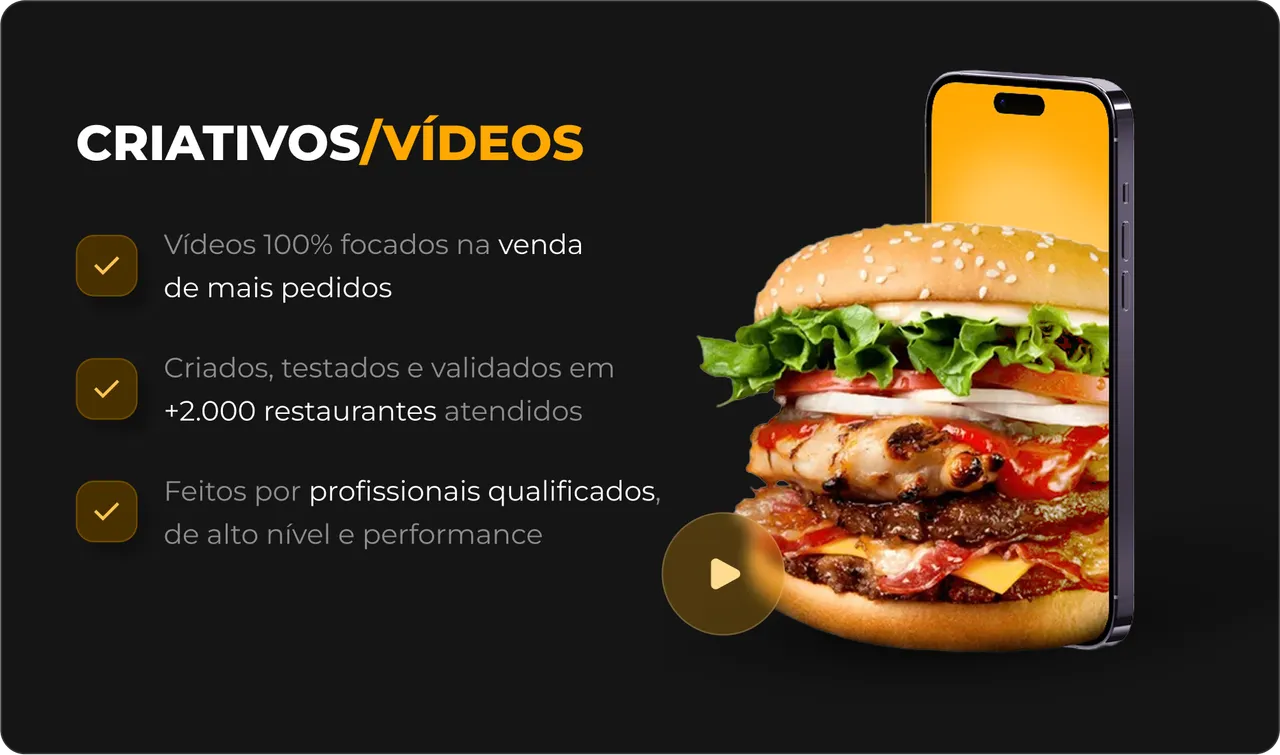 CRIATIVOS/VÍDEOS
Vídeos 100% focados na venda
de mais pedidos
Criados, testados e validados em
+2.000 restaurantes atendidos
Feitos por profissionais qualificados,
de alto nível e performance